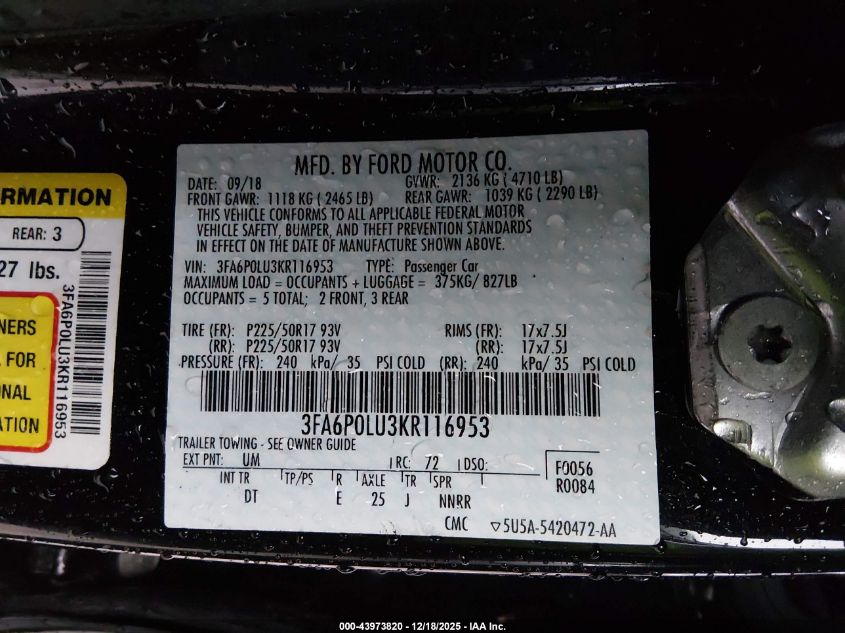 RMATION
REAR: 3
27 lbs.
NERS
L FOR
ONAL
ATION
3FA6P0LU3KR116953
MFD. BY FORD MOTOR CO.
DATE: 09/18 GVWR: 2136 KG ( 4710 LB)
FRONT GAWR: 1118 KG ( 2465 LB) REAR GAWR: 1039 KG ( 2290 LB)
THIS VEHICLE CONFORMS TO ALL APPLICABLE FEDERAL MOTOR
VEHICLE SAFETY, BUMPER, AND THEFT PREVENTION STANDARDS
IN EFFECT ON THE DATE OF MANUFACTURE SHOWN ABOVE.
VIN: 3FA6P0LU3KR116953 TYPE: Passenger Car
MAXIMUM LOAD = OCCUPANTS + LUGGAGE = 375KG/ 827LB
OCCUPANTS = 5 TOTAL; 2 FRONT, 3 REAR
TIRE (FR): P225/50R17 93V RIMS (FR): 17x7.5J
(RR): P225/50R17 93V (RR): 17x7.5J
PRESSURE (FR): 240 kPa/ 35 PSI COLD (RR): 240 kPa/ 35 PSI COLD
3FA6P0LU3KR116953
TRAILER TOWING - SEE OWNER GUIDE
EXT PNT: UM RC: 72 DSO: F0056
R0084
INT TR TP/PS R AXLE TR SPR
DT E 25 J NNRR
CMC ▽5U5A-5420472-AA
000-43973820 - 12/18/2025 - IAA Inc.